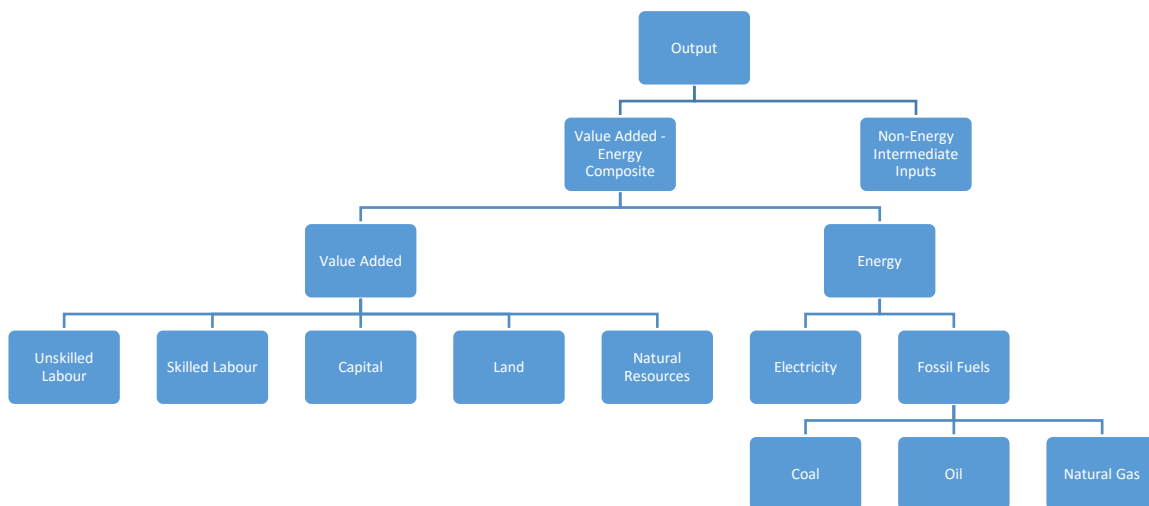 Output
Value Added -
Energy
Composite
Non-Energy
Intermediate
Inputs
Value Added
Energy
Unskilled
Labour
Skilled Labour
Capital
Land
Natural
Resources
Electricity
Fossil Fuels
Coal
Oil
Natural Gas